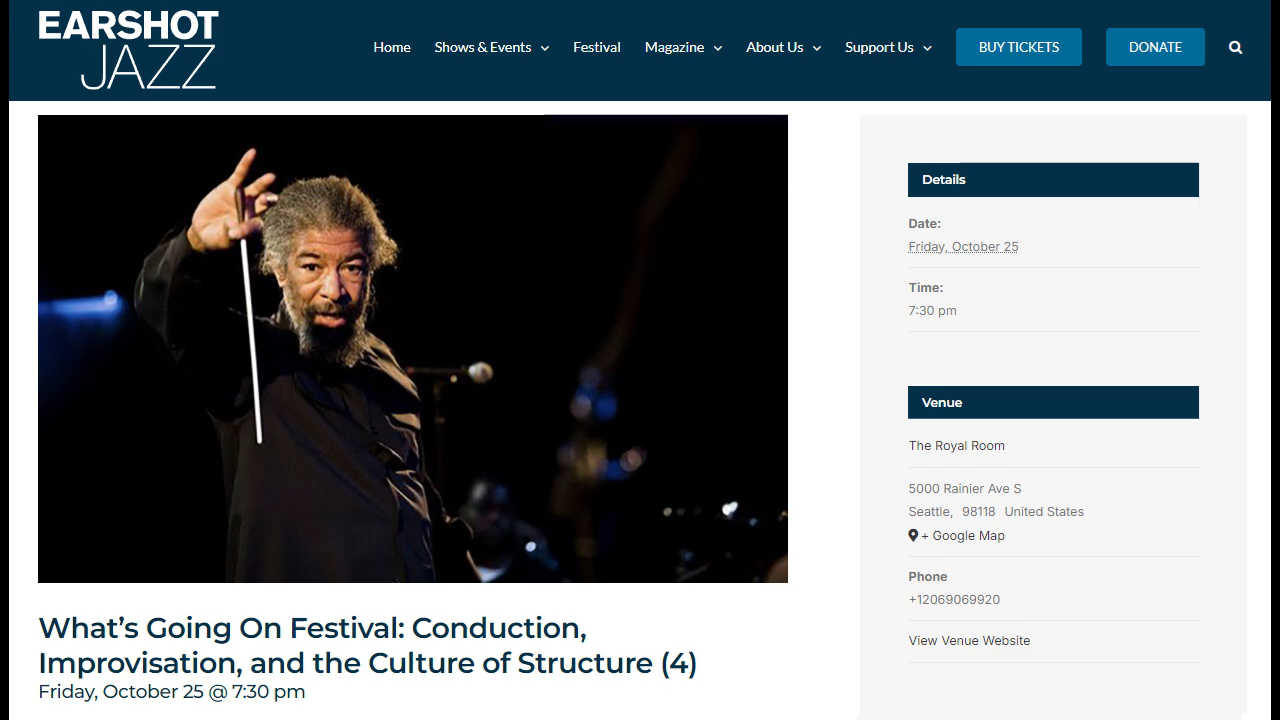 EARSHOT
JAZZ
Home
Shows & Events
Festival
Magazine
About Us
Support Us
BUY TICKETS
DONATE
What’s Going On Festival: Conduction,
Improvisation, and the Culture of Structure (4)
Friday, October 25 @ 7:30 pm
Details
Date:
Friday, October 25
Time:
7:30 pm
Venue
The Royal Room
5000 Rainier Ave S
Seattle, 98118 United States
+ Google Map
Phone
+12069069920
View Venue Website